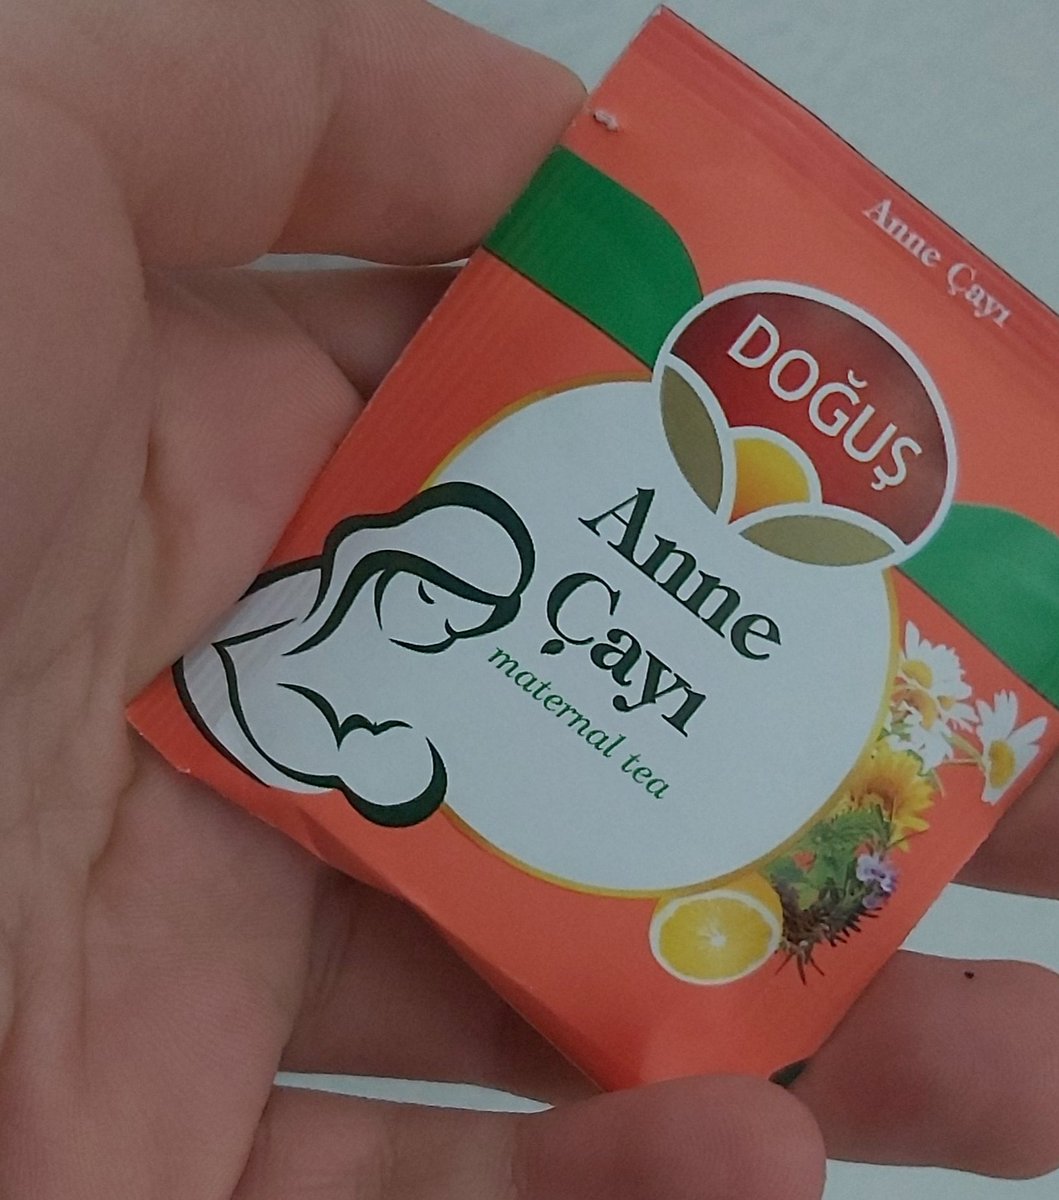 Anne Çayı
DOĞUŞ
Anne
Çayı
maternal tea